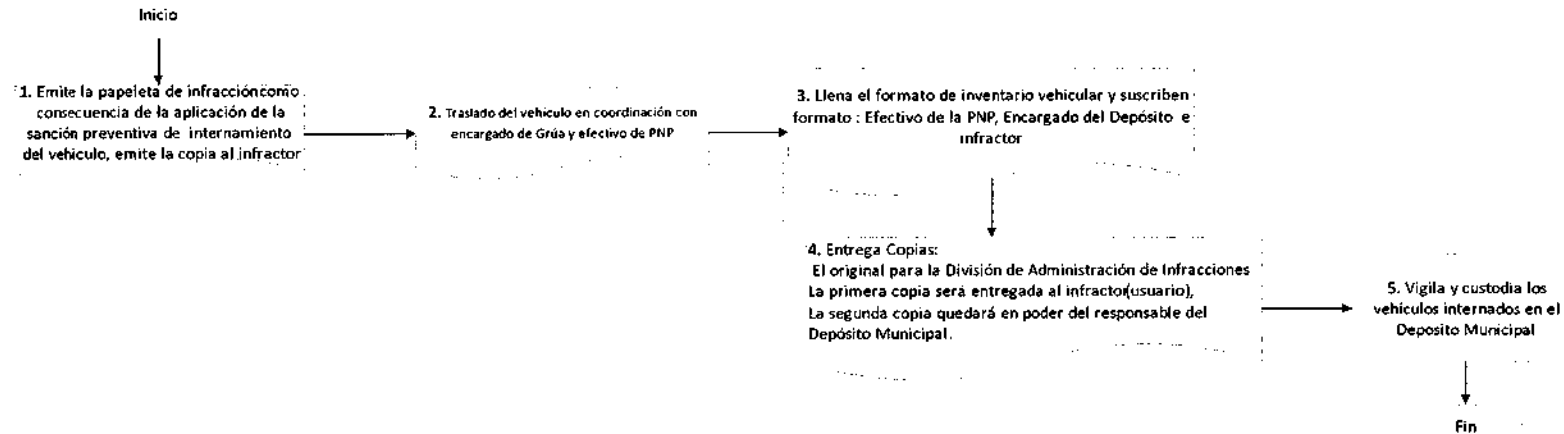 Inicio
1. Emite la papeleta de infracción como
consecuencia de la aplicación de la
sanción preventiva de internamiento
del vehiculo, emite la copia al infractor
2. Traslado del vehiculo en coordinación con
encargado de Grúa y efectivo de PNP
3. Llena el formato de inventario vehicular y suscriben
formato : Efectivo de la PNP, Encargado del Depósito e
infractor
4. Entrega Copias:
El original para la División de Administración de Infracciones
La primera copia será entregada al infractor(usuario),
La segunda copia quedará en poder del responsable del
Depósito Municipal.
5. Vigila y custodia los
vehículos internados en el
Deposito Municipal
Fin